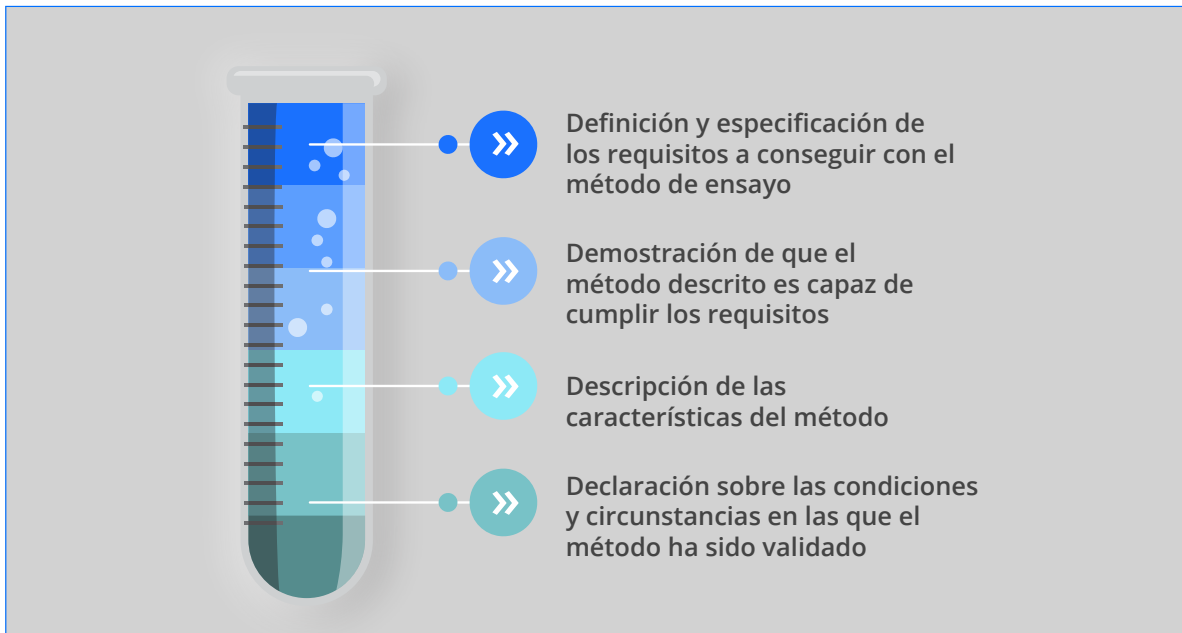 Definición y especificación de
los requisitos a conseguir con el
método de ensayo
Demostración de que el
método descrito es capaz de
cumplir los requisitos
Descripción de las
características del método
Declaración sobre las condiciones
y circunstancias en las que el
método ha sido validado